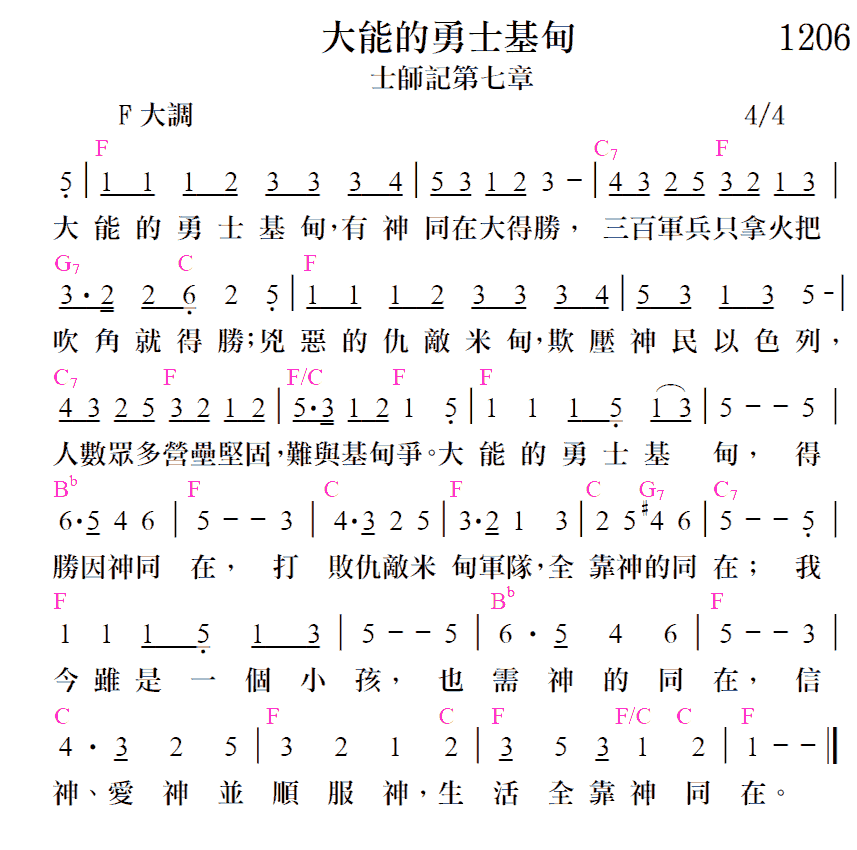 大能的勇士基甸 1206
士師記第七章
F 大調 4/4
F C7 F
5̣ | 1 1 1 2 3 3 3 4 | 5 3 1 2 3 – | 4 3 2 5 3 2 1 3 |
大能的勇士基甸,有神同在大得勝,三百軍兵只拿火把
G7 C F
3 · 2 2 6̣ 2 5̣ | 1 1 1 2 3 3 3 4 | 5 3 1 3 5 - |
吹角就得勝;兇惡的仇敵米甸,欺壓神民以色列,
C7 F F/C F F
4 3 2 5 3 2 1 2 | 5̣ · 3 1 2 1 5̣ | 1 1 1 5̣ 1 3 | 5 – – 5 |
人數眾多營壘堅固,難與基甸爭。大能的勇士基甸,得
Bb F C F C G7 C7
6 · 5 4 6 | 5 – – 3 | 4 · 3 2 5 | 3 · 2 1 3 | 2 5 #4 6 | 5 – – 5̣ |
勝因神同在,打敗仇敵米甸軍隊,全靠神的同在;我
F Bb F
1 1 1 5̣ 1 3 | 5 – – 5 | 6 · 5 4 6 | 5 – – 3 |
今雖是一個小孩,也需神的同在,信
C F C F F/C C F
4 · 3 2 5 | 3 2 1 2 | 3 5 3 1 2 | 1 – – ||
神、愛神並順服神,生活全靠神同在。